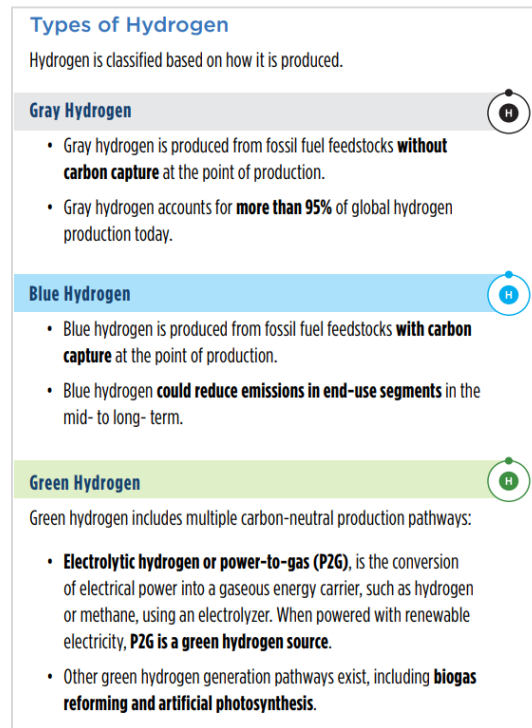 Types of Hydrogen
Hydrogen is classified based on how it is produced.
Gray Hydrogen
H
• Gray hydrogen is produced from fossil fuel feedstocks without
carbon capture at the point of production.
• Gray hydrogen accounts for more than 95% of global hydrogen
production today.
Blue Hydrogen
H
• Blue hydrogen is produced from fossil fuel feedstocks with carbon
capture at the point of production.
• Blue hydrogen could reduce emissions in end-use segments in the
mid- to long- term.
Green Hydrogen
H
Green hydrogen includes multiple carbon-neutral production pathways:
• Electrolytic hydrogen or power-to-gas (P2G), is the conversion
of electrical power into a gaseous energy carrier, such as hydrogen
or methane, using an electrolyzer. When powered with renewable
electricity, P2G is a green hydrogen source.
• Other green hydrogen generation pathways exist, including biogas
reforming and artificial photosynthesis.